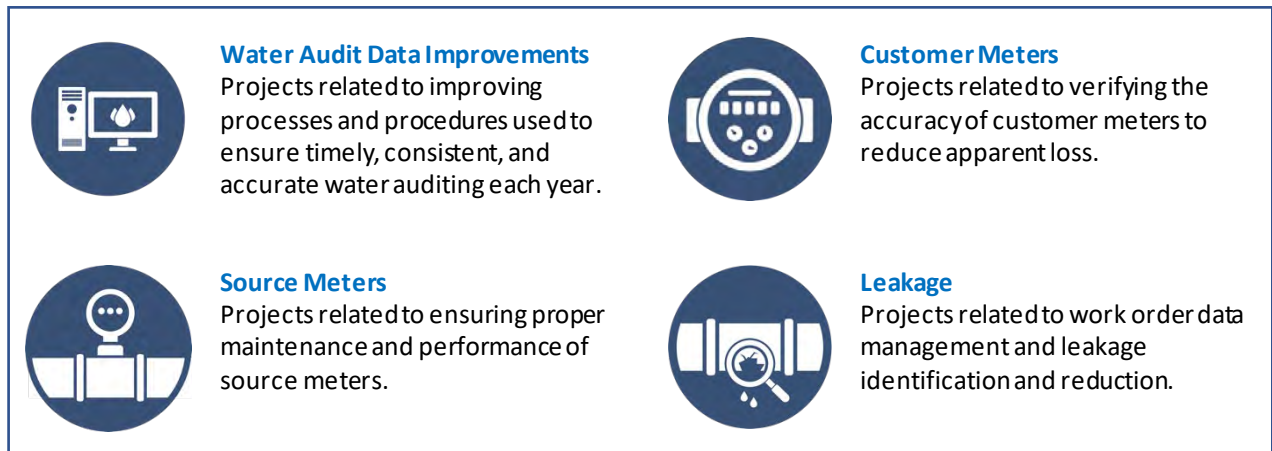 Water Audit Data Improvements
Projects related to improving
processes and procedures used to
ensure timely, consistent, and
accurate water auditing each year.
Customer Meters
Projects related to verifying the
accuracy of customer meters to
reduce apparent loss.
Source Meters
Projects related to ensuring proper
maintenance and performance of
source meters.
Leakage
Projects related to work order data
management and leakage
identification and reduction.